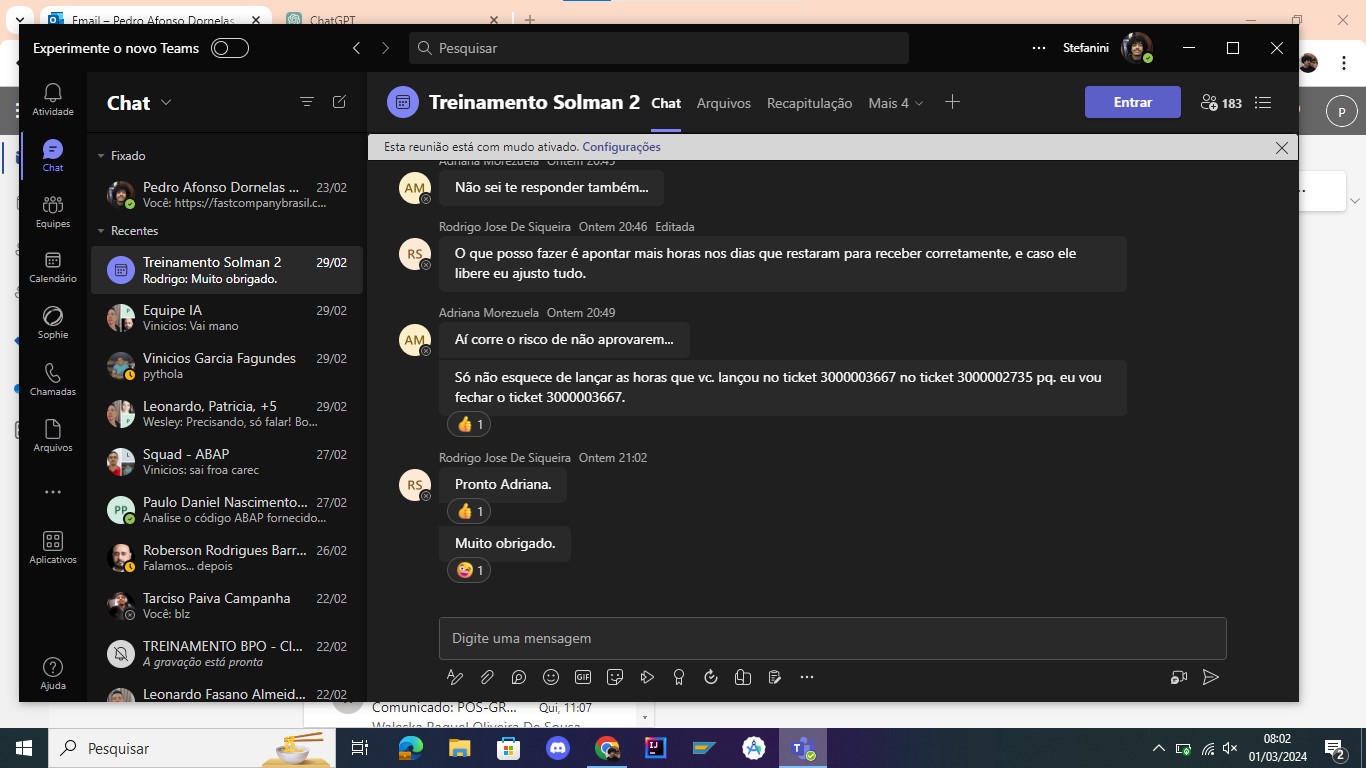 Email – Pedro Afonso Dornelas
ChatGPT
Experimente o novo Teams
Pesquisar
Stefanini
Atividade
Chat
Equipes
Calendário
Sophie
Chamadas
Arquivos
Aplicativos
Ajuda
Chat
Fixado
Pedro Afonso Dornelas ... 23/02
Você: https://fastcompanybrasil.c...
Recentes
Treinamento Solman 2 29/02
Rodrigo: Muito obrigado.
Equipe IA 29/02
Vinicios: Vai mano
Vinicios Garcia Fagundes 29/02
pythola
Leonardo, Patricia, +5 29/02
Wesley: Precisando, só falar! Bo...
Squad - ABAP 27/02
Vinicios: sai froa carec
PP
Paulo Daniel Nascimento... 27/02
Analise o código ABAP fornecido...
Roberson Rodrigues Barr... 26/02
Falamos... depois
Tarciso Paiva Campanha 22/02
Você: blz
TREINAMENTO BPO - CI... 22/02
A gravação está pronta
Leonardo Fasano Almeid... 22/02
Treinamento Solman 2 Chat Arquivos Recapitulação Mais 4
Entrar
183
P
Esta reunião está com mudo ativado. Configurações
Adriana Morezuela Ontem 20:45
AM
Não sei te responder também...
Rodrigo Jose De Siqueira Ontem 20:46 Editada
RS
O que posso fazer é apontar mais horas nos dias que restaram para receber corretamente, e caso ele
libere eu ajusto tudo.
Adriana Morezuela Ontem 20:49
AM
Aí corre o risco de não aprovarem...
Só não esquece de lançar as horas que vc. lançou no ticket 3000003667 no ticket 3000002735 pq. eu vou
fechar o ticket 3000003667.
1
Rodrigo Jose De Siqueira Ontem 21:02
RS
Pronto Adriana.
1
Muito obrigado.
1
Digite uma mensagem
GIF
Comunicado: POS-GR... Qui, 11:07
Waleska Raquel Oliveira De Sousa
Pesquisar
08:02
01/03/2024
2